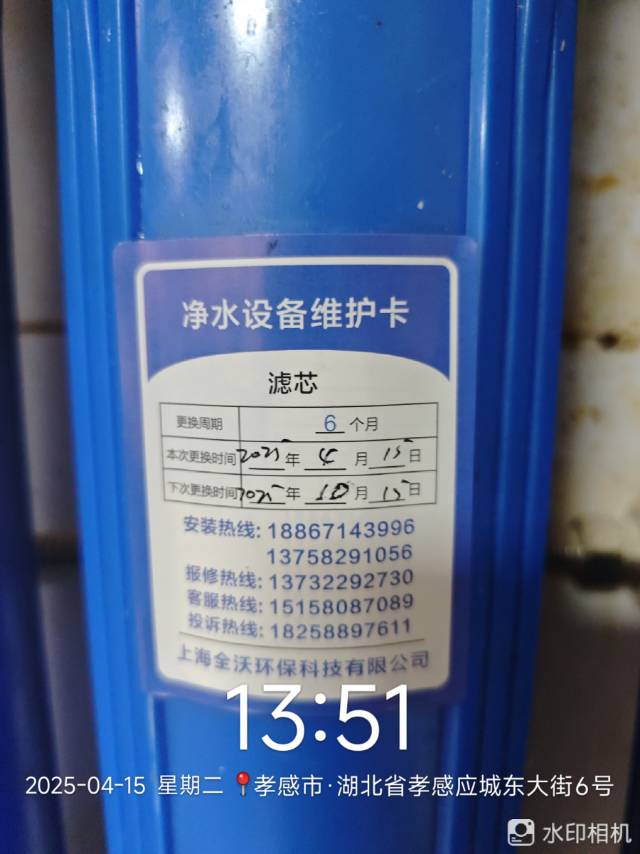 净水设备维护卡
滤芯
更换周期 6 个月
本次更换时间 2025 年 4 月 15 日
下次更换时间 2025 年 10 月 15 日
安装热线: 18867143996
13758291056
报修热线: 13732292730
客服热线: 15158087089
投诉热线: 18258897611
上海全沃环保科技有限公司
13:51
2025-04-15 星期二 孝感市·湖北省孝感应城东大街6号
水印相机